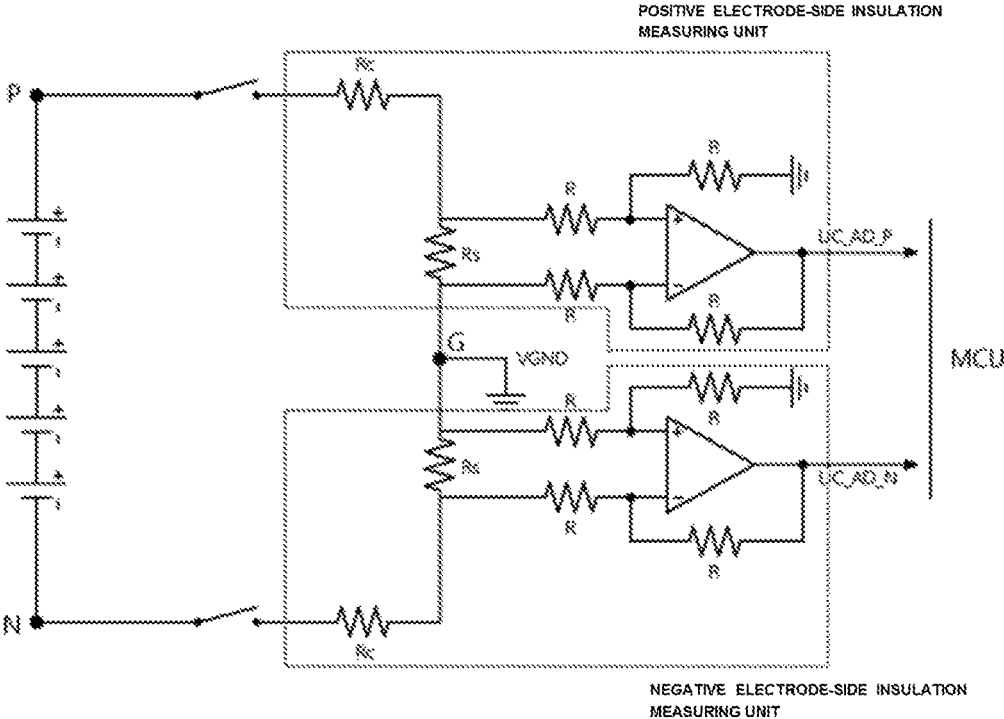 POSITIVE ELECTRODE-SIDE INSULATION
MEASURING UNIT
Rc
P
R
R
+
UC_AD_P
Rs
-
R
R
G
VGND
MCU
R
R
+
Rs
-
UC_AD_N
R
R
N
Rc
NEGATIVE ELECTRODE-SIDE INSULATION
MEASURING UNIT